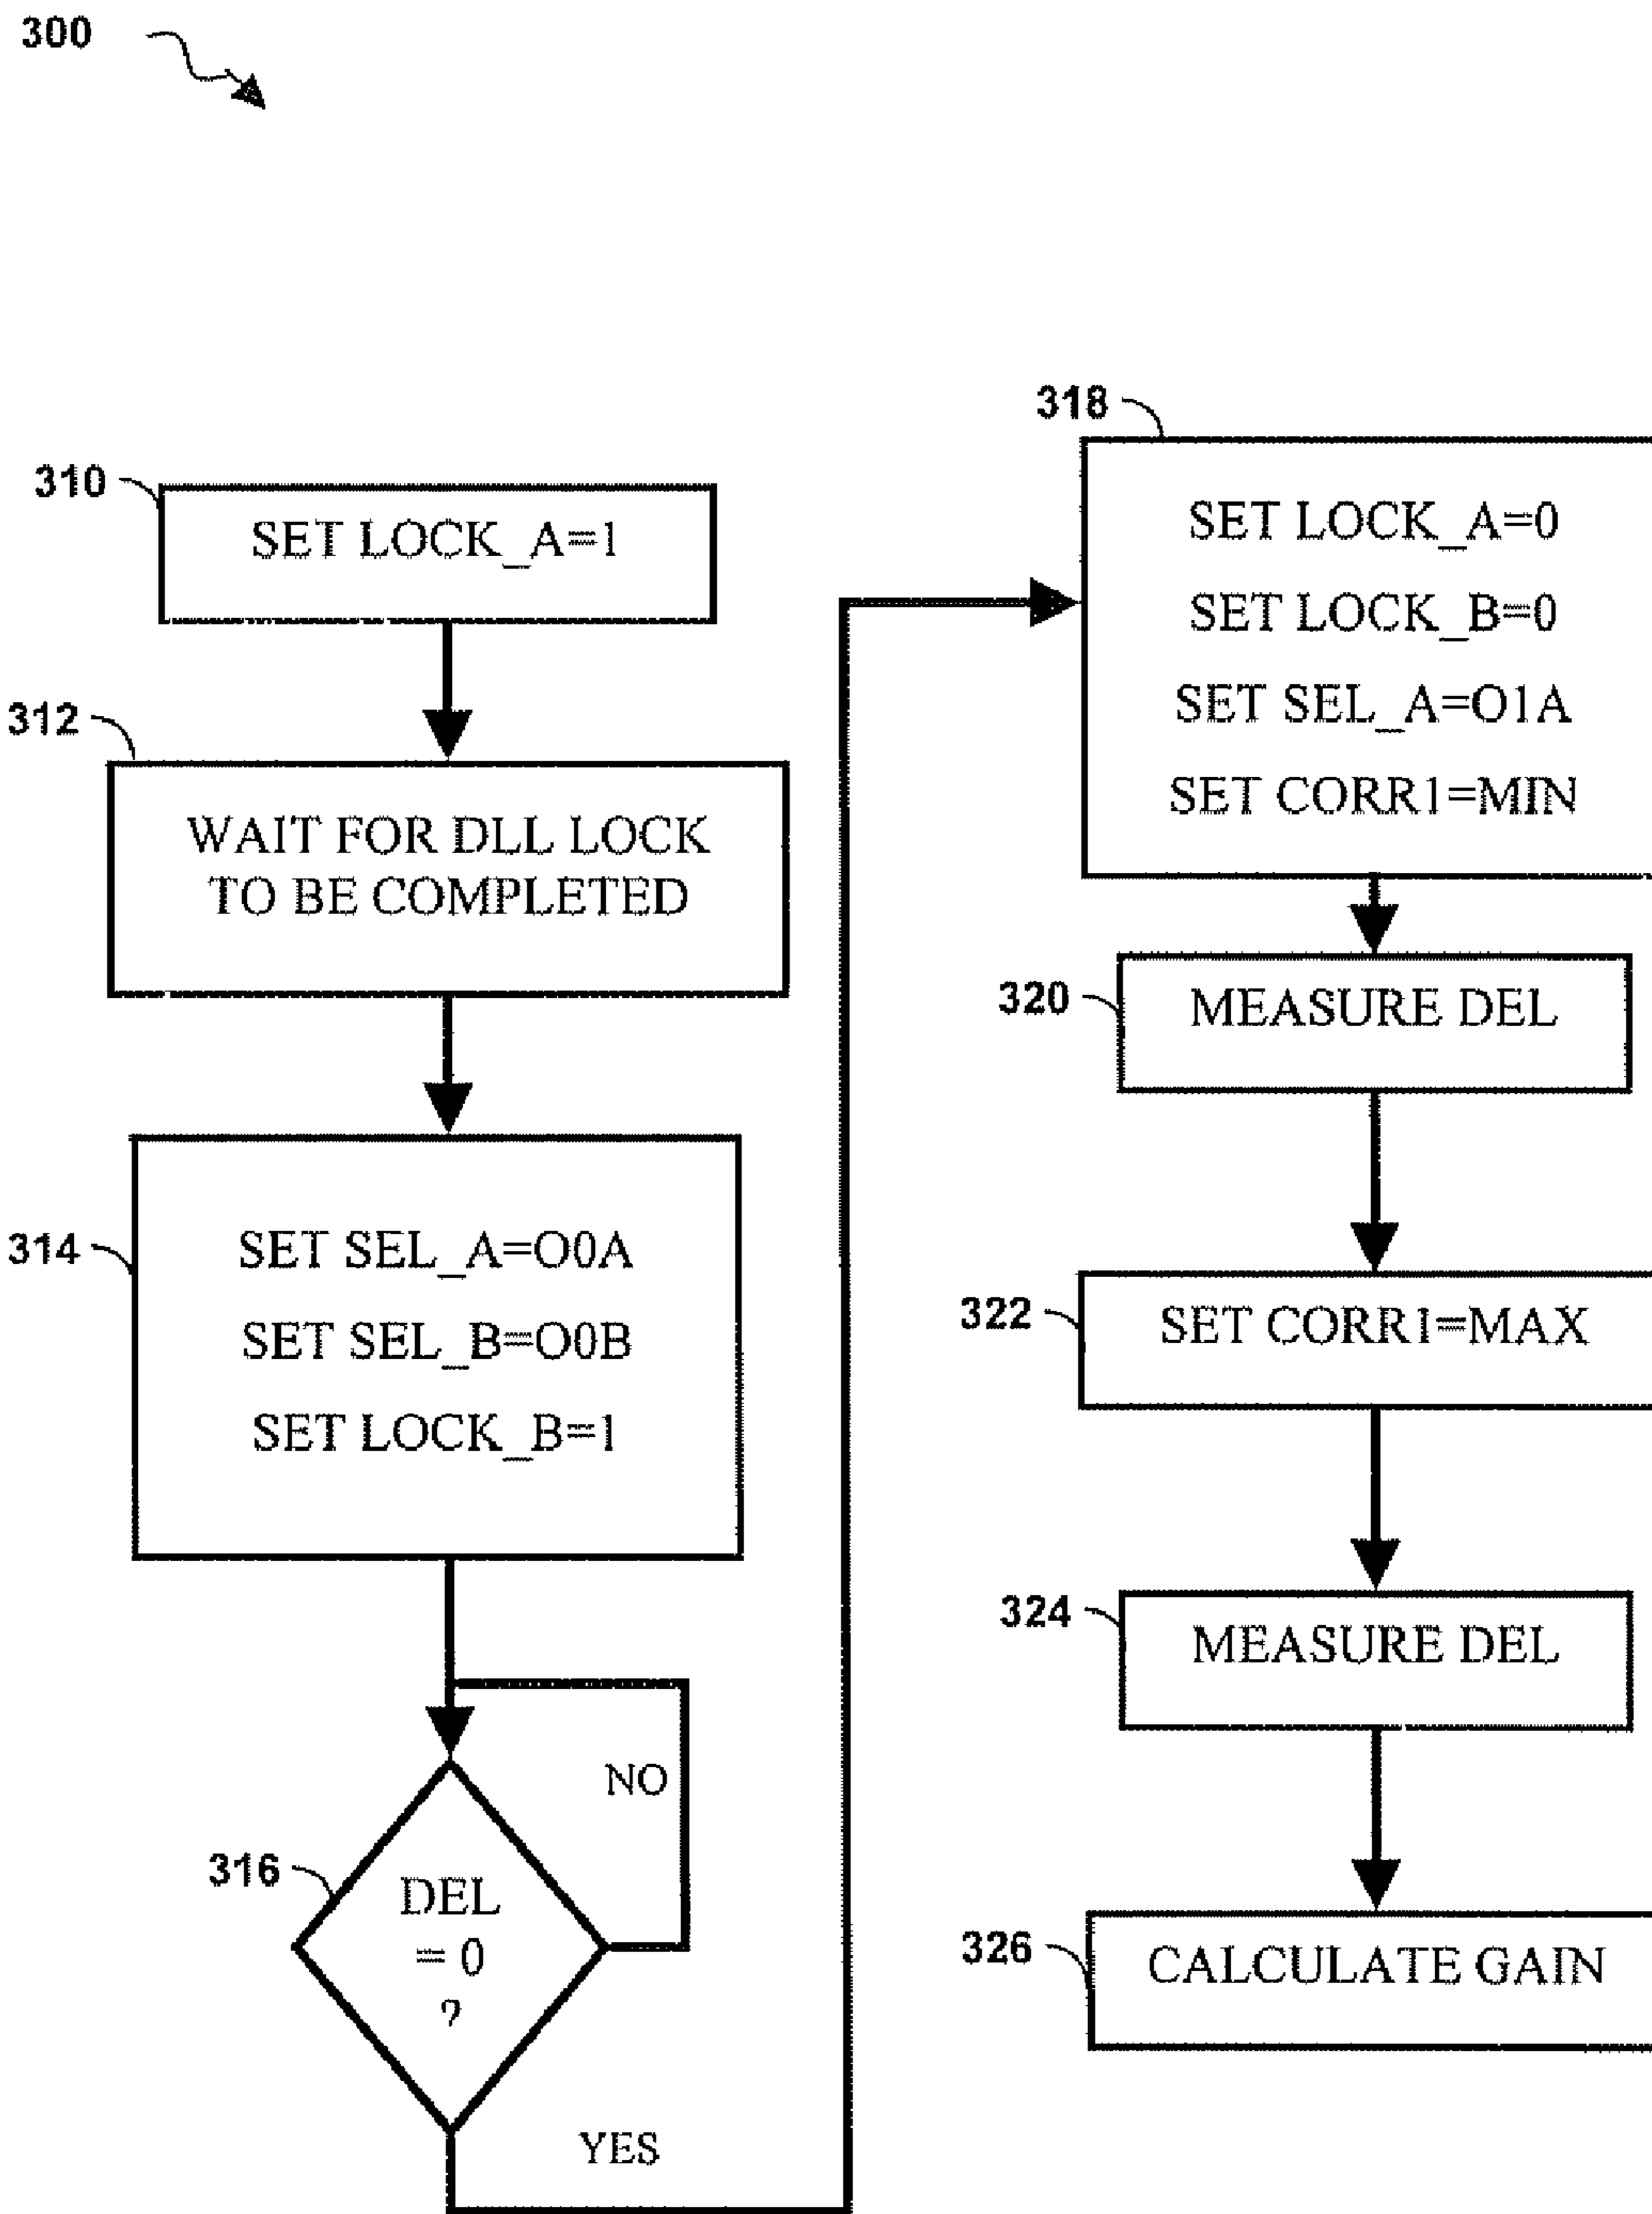 300
310
SET LOCK_A=1
312
WAIT FOR DLL LOCK
TO BE COMPLETED
314
SET SEL_A=O0A
SET SEL_B=O0B
SET LOCK_B=1
316
DEL
= 0
?
NO
YES
318
SET LOCK_A=0
SET LOCK_B=0
SET SEL_A=O1A
SET CORR1=MIN
320
MEASURE DEL
322
SET CORR1=MAX
324
MEASURE DEL
326
CALCULATE GAIN